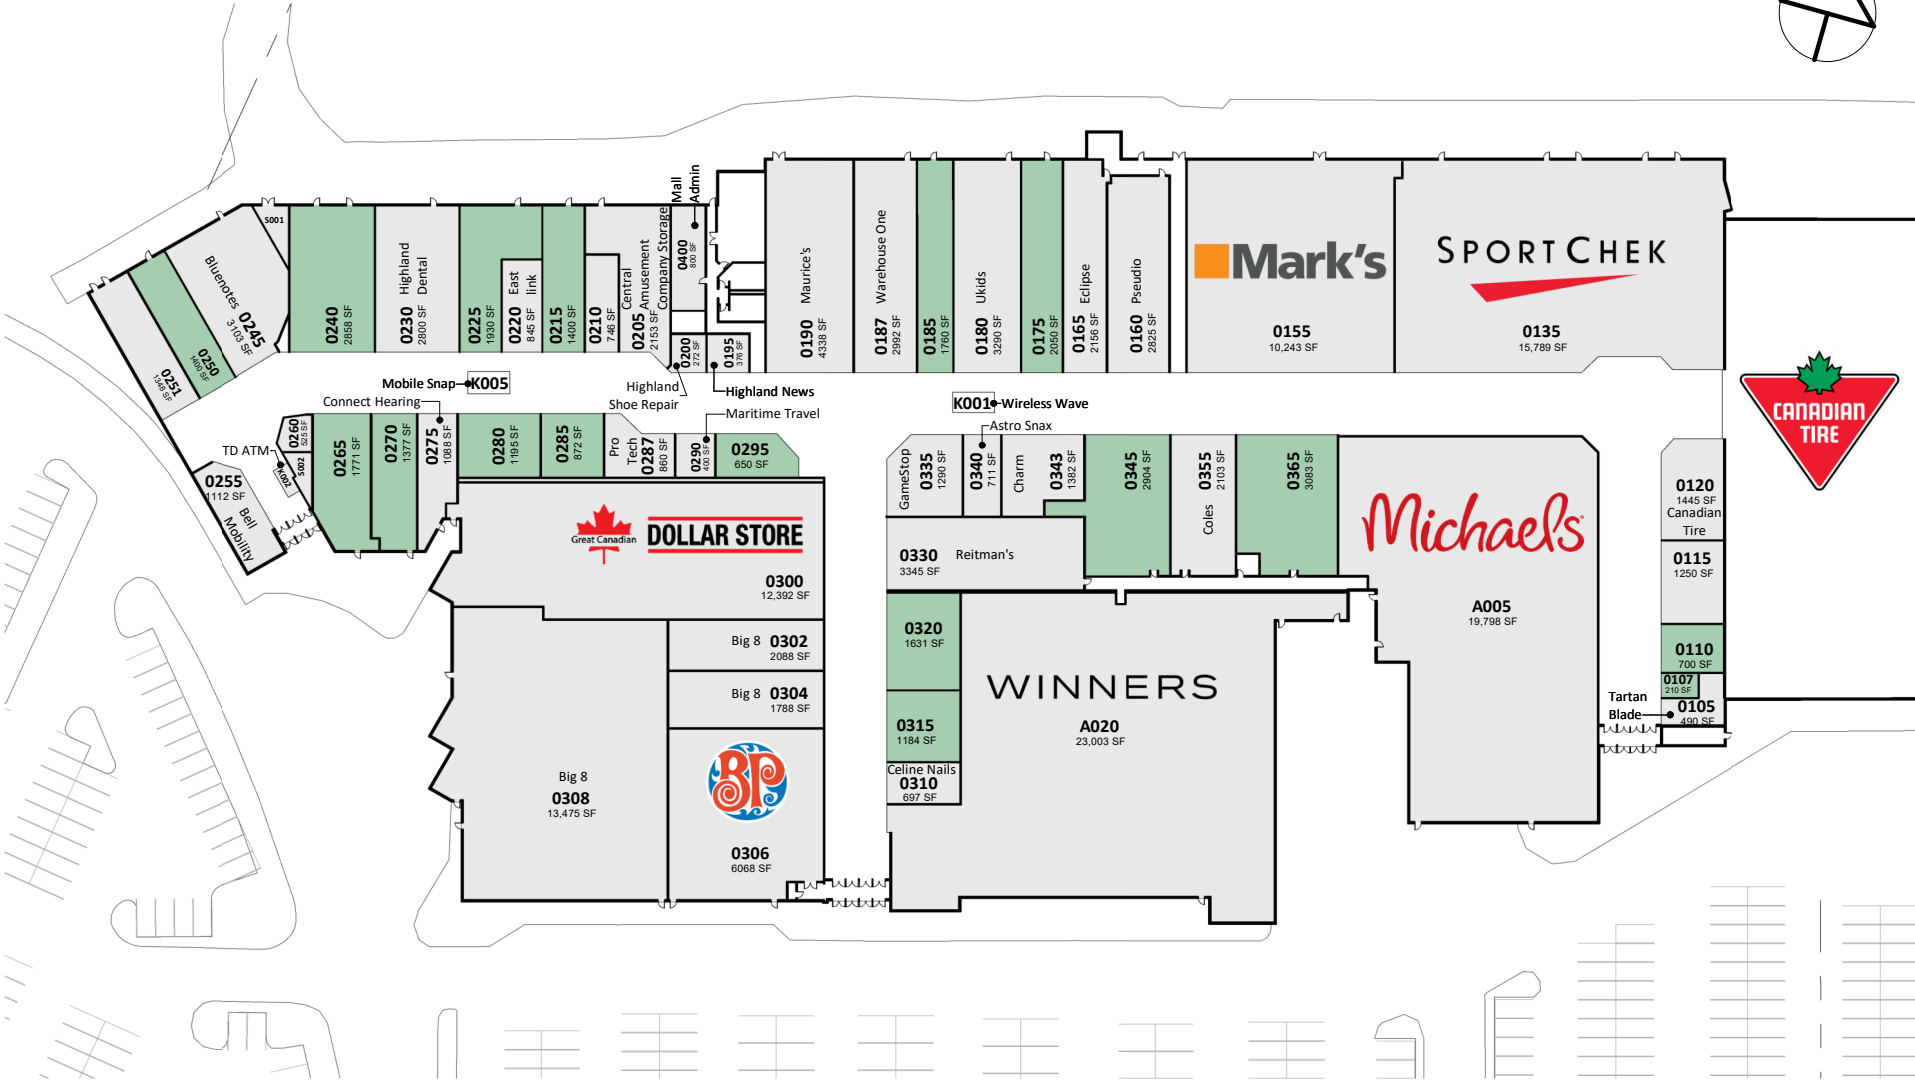 S001
Bluenotes
0245
3103 SF
0250
1400 SF
0251
1348 SF
0240
2858 SF
Highland
Dental
0230
2800 SF
0225
1930 SF
East
link
0220
845 SF
0215
1400 SF
0210
746 SF
Central
Amusement
Company Storage
0205
2153 SF
Mall
Admin
0400
800 SF
0200
272 SF
0195
376 SF
Highland
Shoe Repair
Highland News
Maurice's
0190
4338 SF
Warehouse One
0187
2992 SF
0185
1760 SF
Ukids
0180
3290 SF
0175
2050 SF
Eclipse
0165
2156 SF
Pseudio
0160
2825 SF
Mark's
0155
10,243 SF
SPORT CHEK
0135
15,789 SF
CANADIAN
TIRE
Mobile Snap
K005
Connect Hearing
K001
Wireless Wave
Astro Snax
Maritime Travel
TD ATM
K002
S002
0260
525 SF
0255
1112 SF
Bell
Mobility
0265
1771 SF
0270
1377 SF
0275
1088 SF
0280
1195 SF
0285
872 SF
Pro
Tech
0287
860 SF
0290
400 SF
0295
650 SF
Great Canadian
DOLLAR STORE
0300
12,392 SF
Big 8 0302
2088 SF
Big 8 0304
1788 SF
Big 8
0308
13,475 SF
BP
0306
6068 SF
GameStop
0335
1290 SF
0340
711 SF
Charm
0343
1382 SF
0345
2904 SF
Coles
0355
2103 SF
0365
3083 SF
0330
3345 SF
Reitman's
0320
1631 SF
0315
1184 SF
Celine Nails
0310
697 SF
WINNERS
A020
23,003 SF
Michaels
A005
19,798 SF
0120
1445 SF
Canadian
Tire
0115
1250 SF
0110
700 SF
0107
210 SF
0105
490 SF
Tartan
Blade